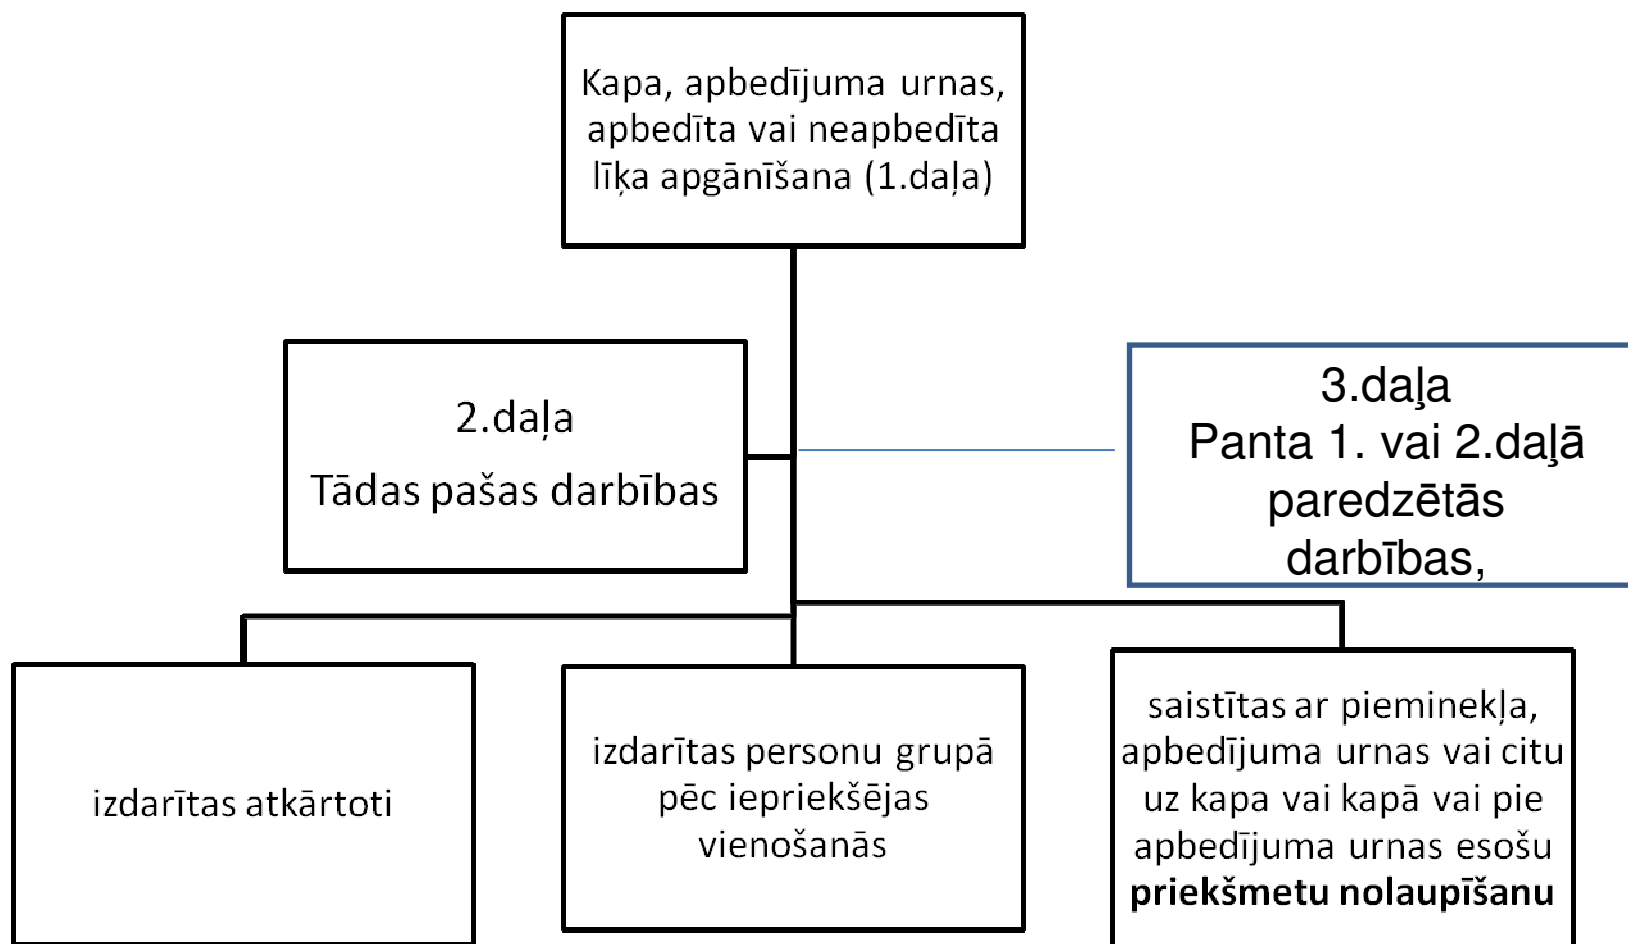 Kapa, apbedījuma urnas,
apbedīta vai neapbedīta
līķa apgānīšana (1.daļa)
2.daļa
Tādas pašas darbības
3.daļa
Panta 1. vai 2.daļā
paredzētās
darbības,
izdarītas atkārtoti
izdarītas personu grupā
pēc iepriekšējas
vienošanās
saistītas ar pieminekļa,
apbedījuma urnas vai citu
uz kapa vai kapā vai pie
apbedījuma urnas esošu
priekšmetu nolaupīšanu